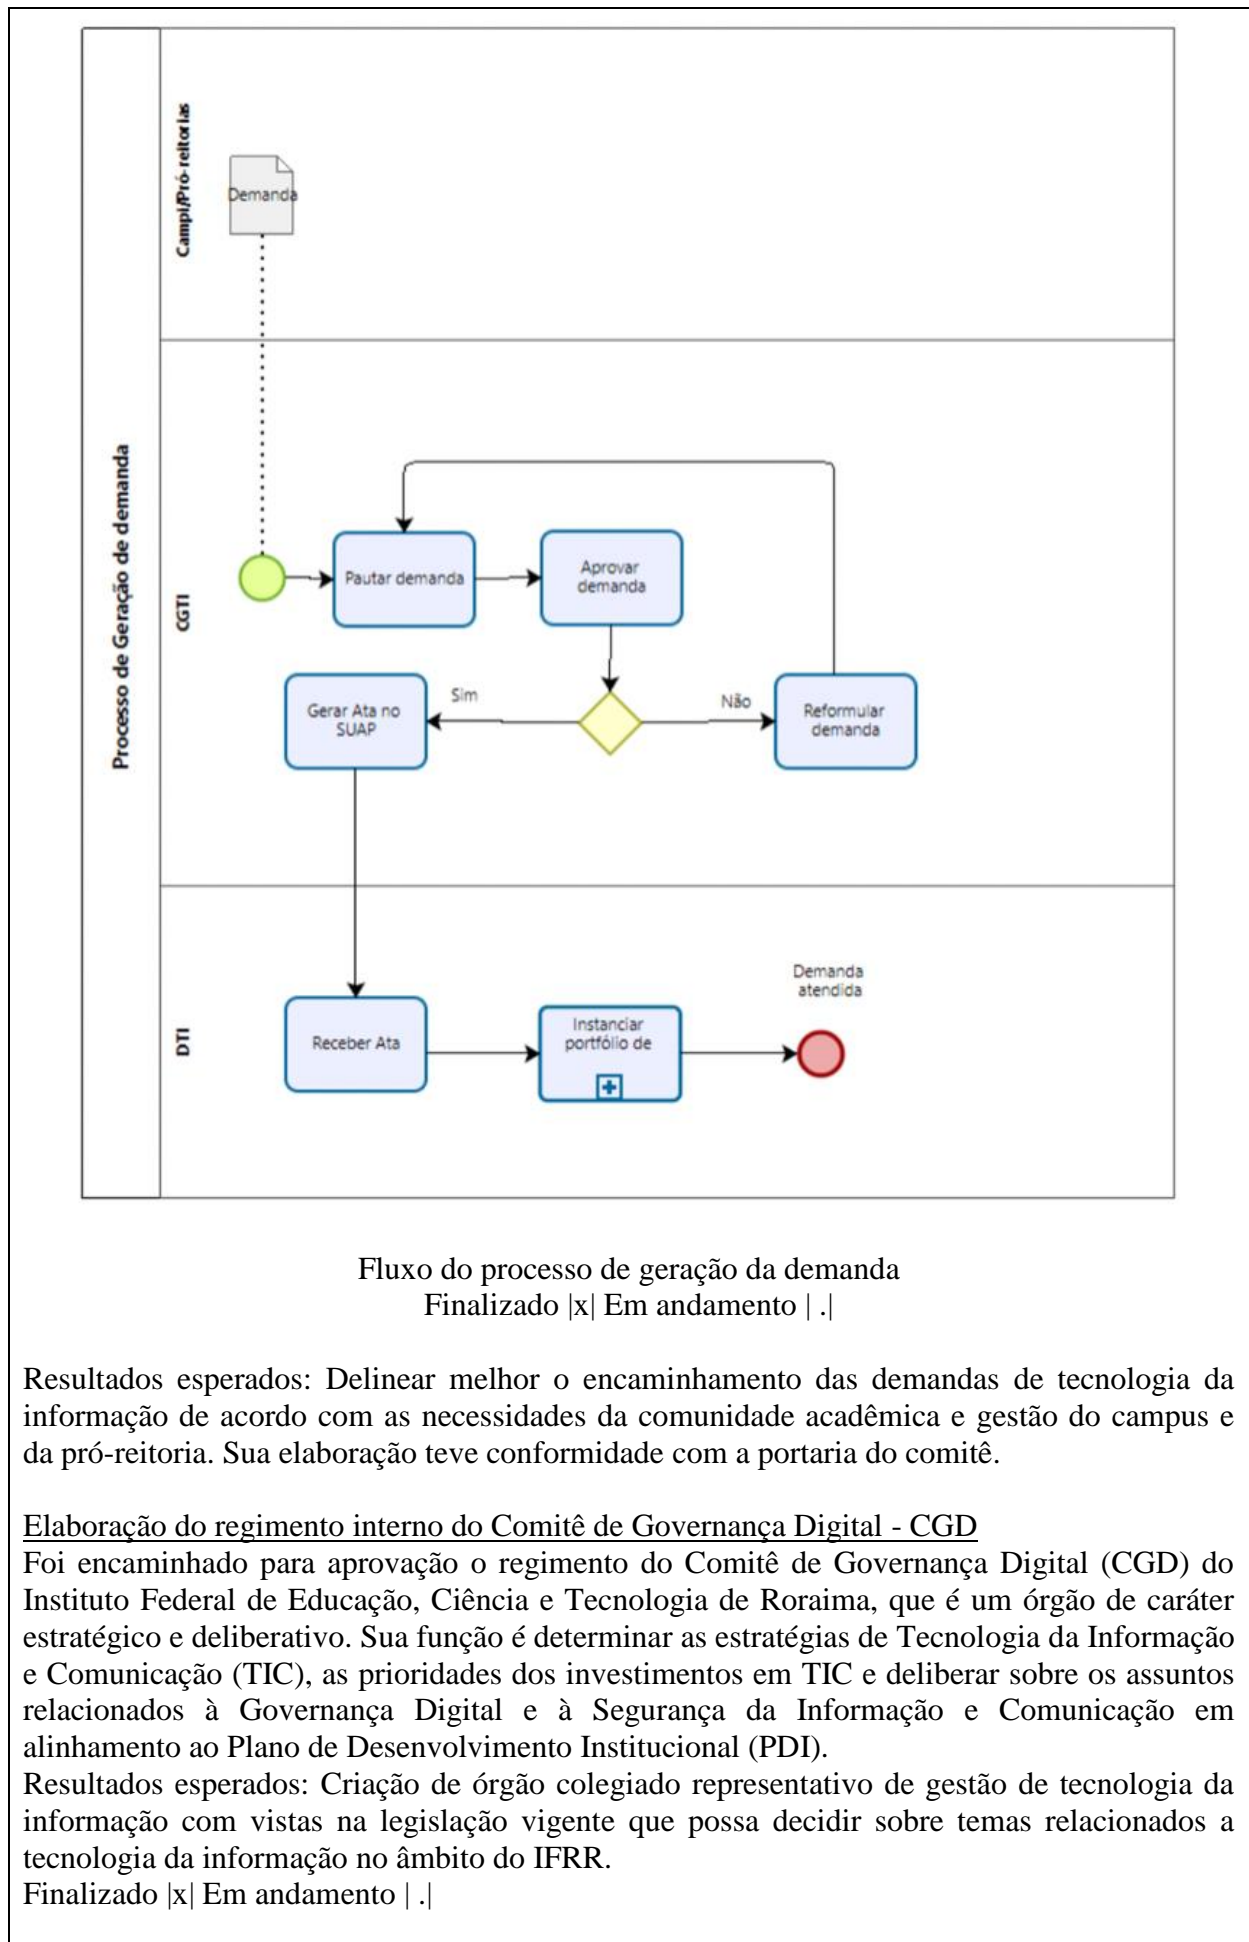 Processo de Geração de demanda
Campi/Pró-reitorias
Demanda
CGTI
Pautar demanda
Aprovar
demanda
Sim
Não
Gerar Ata no
SUAP
Reformular
demanda
DTI
Receber Ata
Instanciar
portfólio de
Demanda
atendida
Fluxo do processo de geração da demanda
Finalizado |x| Em andamento | .|
Resultados esperados: Delinear melhor o encaminhamento das demandas de tecnologia da
informação de acordo com as necessidades da comunidade acadêmica e gestão do campus e
da pró-reitoria. Sua elaboração teve conformidade com a portaria do comitê.
Elaboração do regimento interno do Comitê de Governança Digital - CGD
Foi encaminhado para aprovação o regimento do Comitê de Governança Digital (CGD) do
Instituto Federal de Educação, Ciência e Tecnologia de Roraima, que é um órgão de caráter
estratégico e deliberativo. Sua função é determinar as estratégias de Tecnologia da Informação
e Comunicação (TIC), as prioridades dos investimentos em TIC e deliberar sobre os assuntos
relacionados à Governança Digital e à Segurança da Informação e Comunicação em
alinhamento ao Plano de Desenvolvimento Institucional (PDI).
Resultados esperados: Criação de órgão colegiado representativo de gestão de tecnologia da
informação com vistas na legislação vigente que possa decidir sobre temas relacionados a
tecnologia da informação no âmbito do IFRR.
Finalizado |x| Em andamento | .|